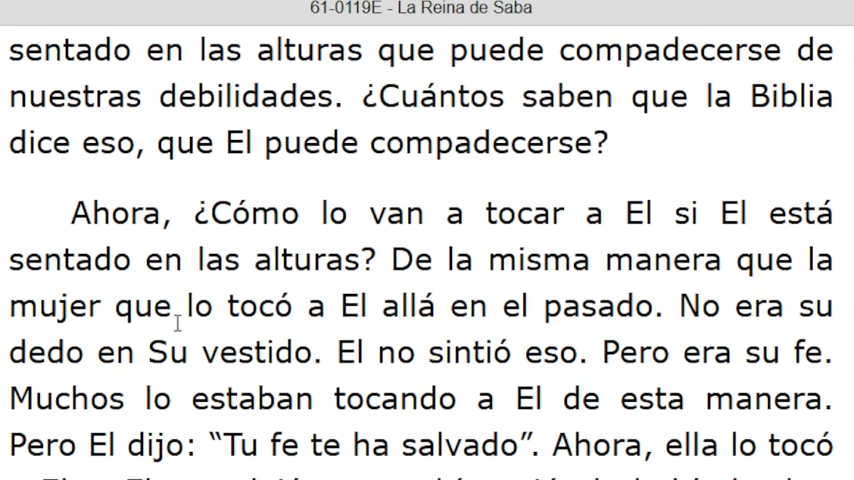 61-0119E - La Reina de Saba
sentado en las alturas que puede compadecerse de
nuestras debilidades. ¿Cuántos saben que la Biblia
dice eso, que El puede compadecerse?
Ahora, ¿Cómo lo van a tocar a El si El está
sentado en las alturas? De la misma manera que la
mujer que lo tocó a El allá en el pasado. No era su
dedo en Su vestido. El no sintió eso. Pero era su fe.
Muchos lo estaban tocando a El de esta manera.
Pero El dijo: “Tu fe te ha salvado”. Ahora, ella lo tocó